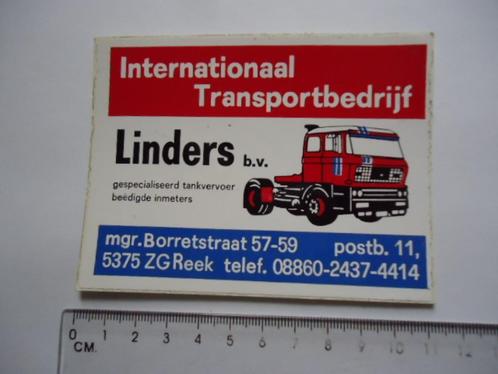 Internationaal
Transportbedrijf
Linders b.v.
gespecialiseerd tankvervoer
beëdigde inmeters
mgr.Borretstraat 57-59 postb. 11,
5375 ZG Reek telef. 08860-2437-4414
0 1 2 3 4 5 6 7 8 9 10 11 12
CM.